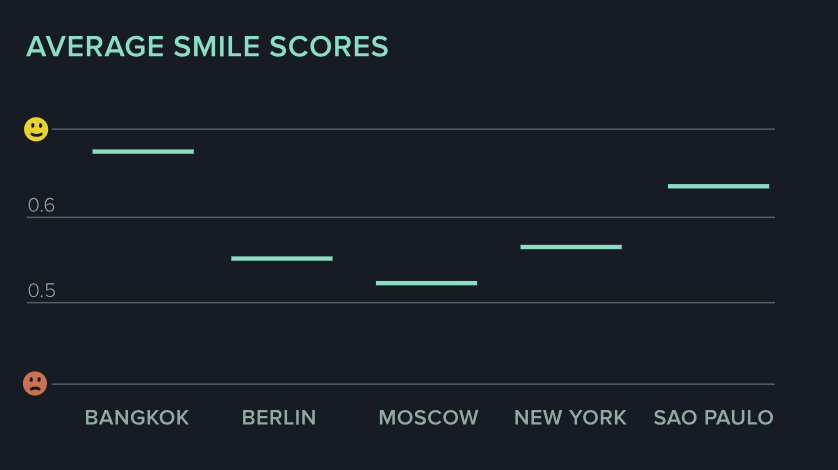 AVERAGE SMILE SCORES
0.6
0.5
BANGKOK BERLIN MOSCOW NEW YORK SAO PAULO